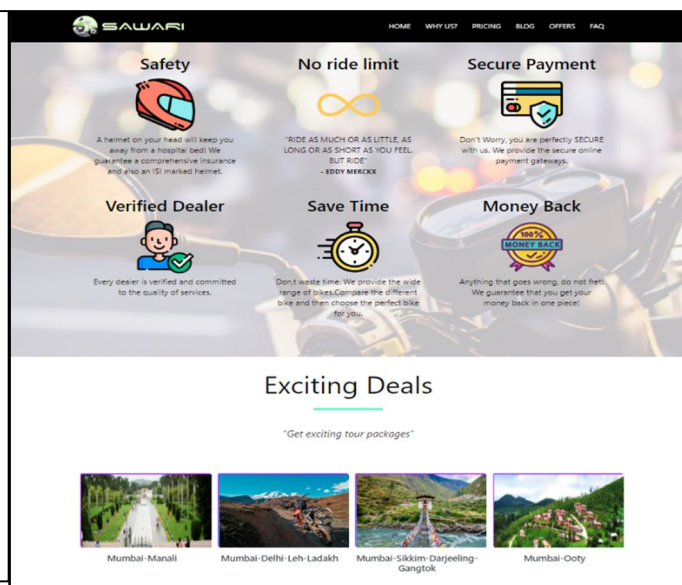 SAWARI
HOME WHY US? PRICING BLOG OFFERS FAQ
Safety
A helmet on your head will keep you
away from a hospital bed! We
guarantee a comprehensive insurance
and also an ISI marked helmet.
No ride limit
"RIDE AS MUCH OR AS LITTLE, AS
LONG OR AS SHORT AS YOU FEEL.
BUT RIDE"
- EDDY MERCKX
Secure Payment
Don't Worry, you are perfectly SECURE
with us. We provide the secure online
payment gateways.
Verified Dealer
Every dealer is verified and committed
to the quality of services.
Save Time
Don,t waste time. We provide the wide
range of bikes.Compare the different
bike and then choose the perfect bike
for you.
Money Back
100%
MONEY BACK
Anything that goes wrong, do not fret!
We guarantee that you get your
money back in one piece!
Exciting Deals
"Get exciting tour packages"
Mumbai-Manali
Mumbai-Delhi-Leh-Ladakh
Mumbai-Sikkim-Darjeeling-
Gangtok
Mumbai-Ooty